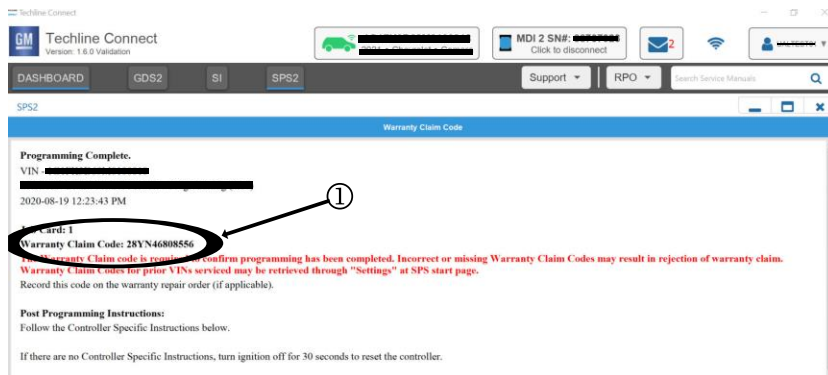 Techline Connect
GM
Techline Connect
Version: 1.6.0 Validation
MDI 2 SN#:
Click to disconnect
2
DASHBOARD GDS2 SI SPS2 Support RPO Search Service Manuals
SPS2
Warranty Claim Code
Programming Complete.
VIN -
2020-08-19 12:23:43 PM
①
Job Card: 1
Warranty Claim Code: 28YN46808556
The Warranty Claim code is required to confirm programming has been completed. Incorrect or missing Warranty Claim Codes may result in rejection of warranty claim.
Warranty Claim Codes for prior VINs serviced may be retrieved through "Settings" at SPS start page.
Record this code on the warranty repair order (if applicable).
Post Programming Instructions:
Follow the Controller Specific Instructions below.
If there are no Controller Specific Instructions, turn ignition off for 30 seconds to reset the controller.